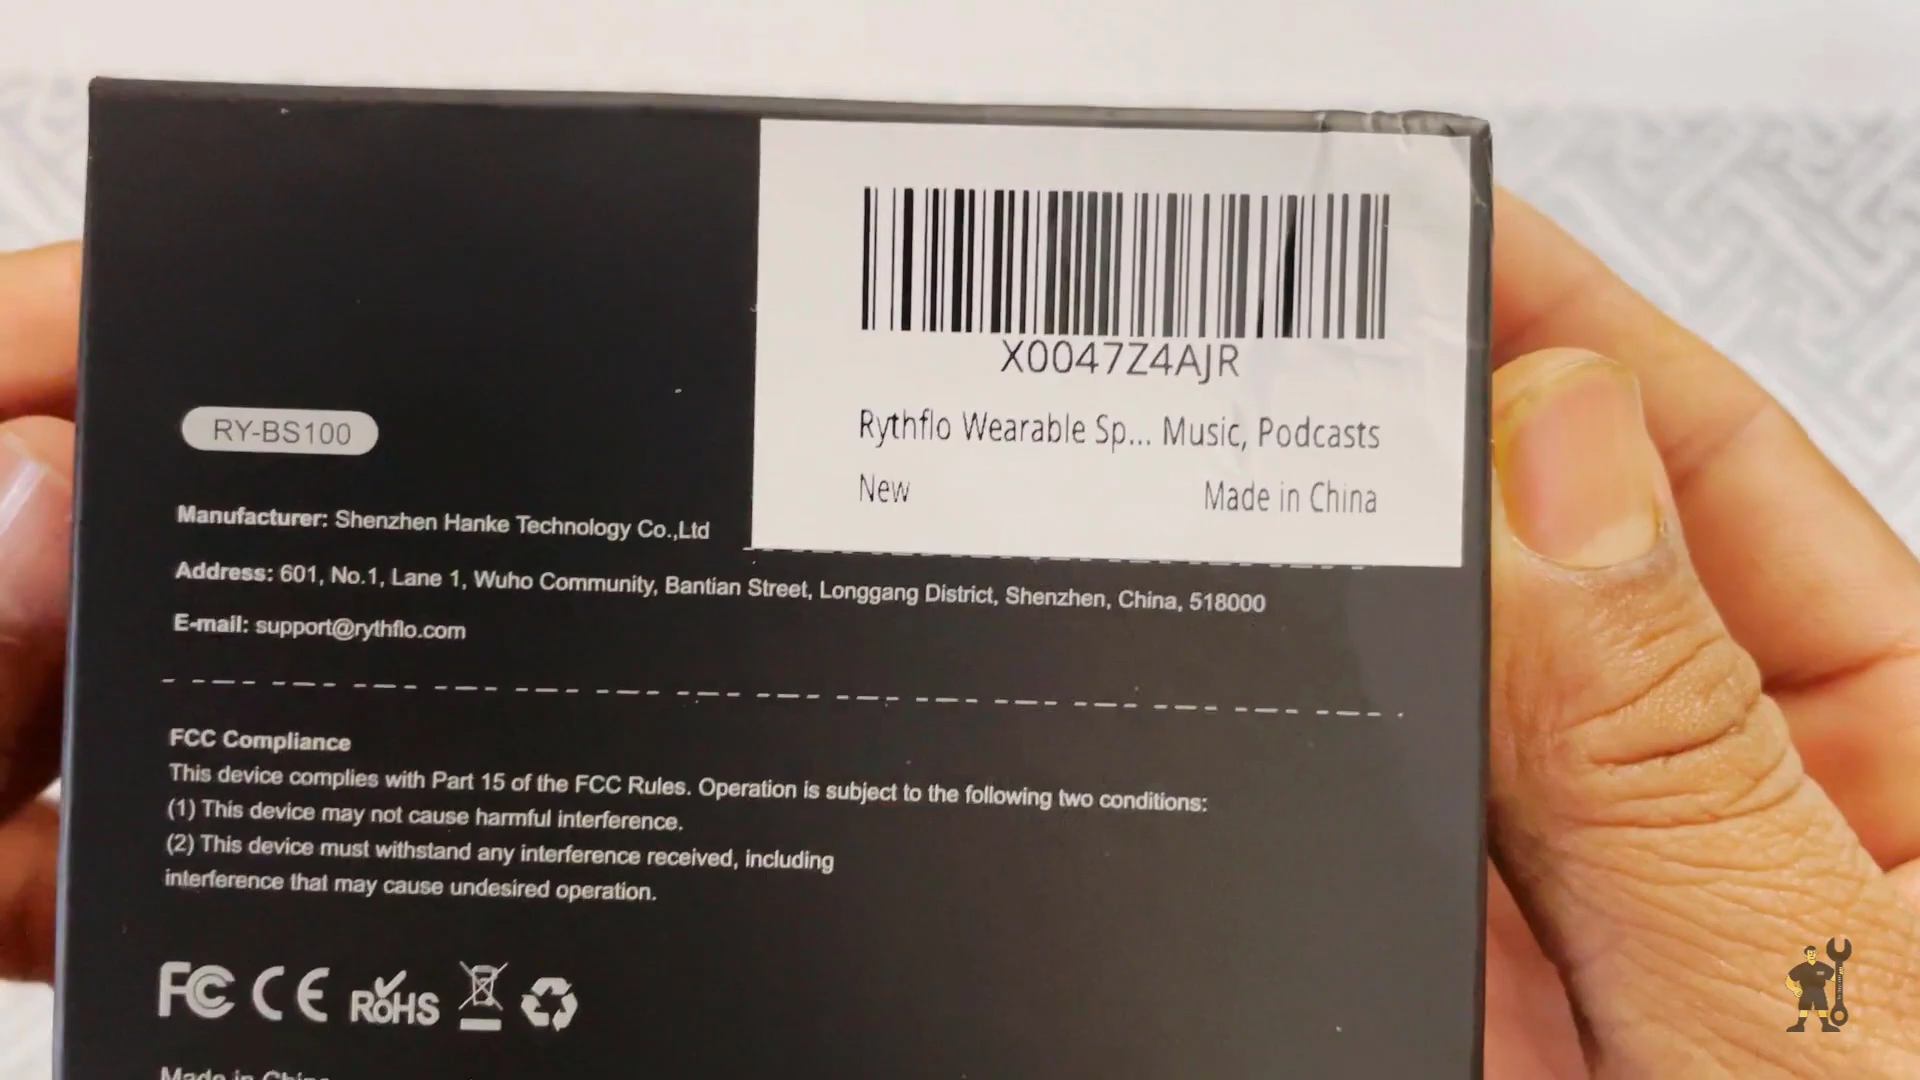 X0047Z4AJR
Rythflo Wearable Sp... Music, Podcasts
New Made in China
RY-BS100
Manufacturer: Shenzhen Hanke Technology Co.,Ltd
Address: 601, No.1, Lane 1, Wuho Community, Bantian Street, Longgang District, Shenzhen, China, 518000
E-mail: support@rythflo.com
FCC Compliance
This device complies with Part 15 of the FCC Rules. Operation is subject to the following two conditions:
(1) This device may not cause harmful interference.
(2) This device must withstand any interference received, including
interference that may cause undesired operation.
FC CE RoHS
Made in China